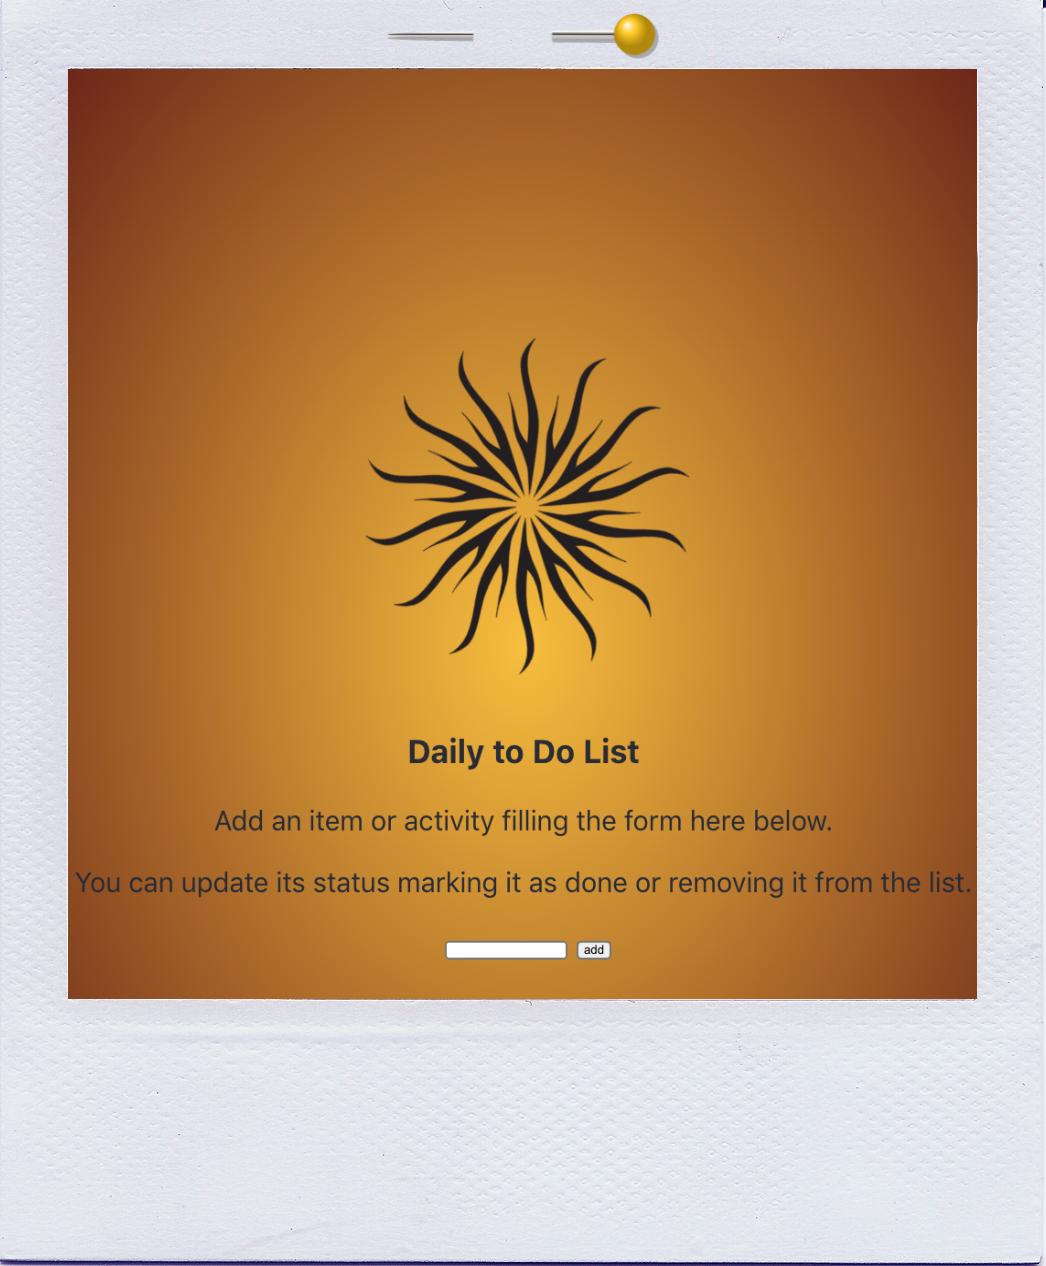 Daily to Do List
Add an item or activity filling the form here below.
You can update its status marking it as done or removing it from the list.
add